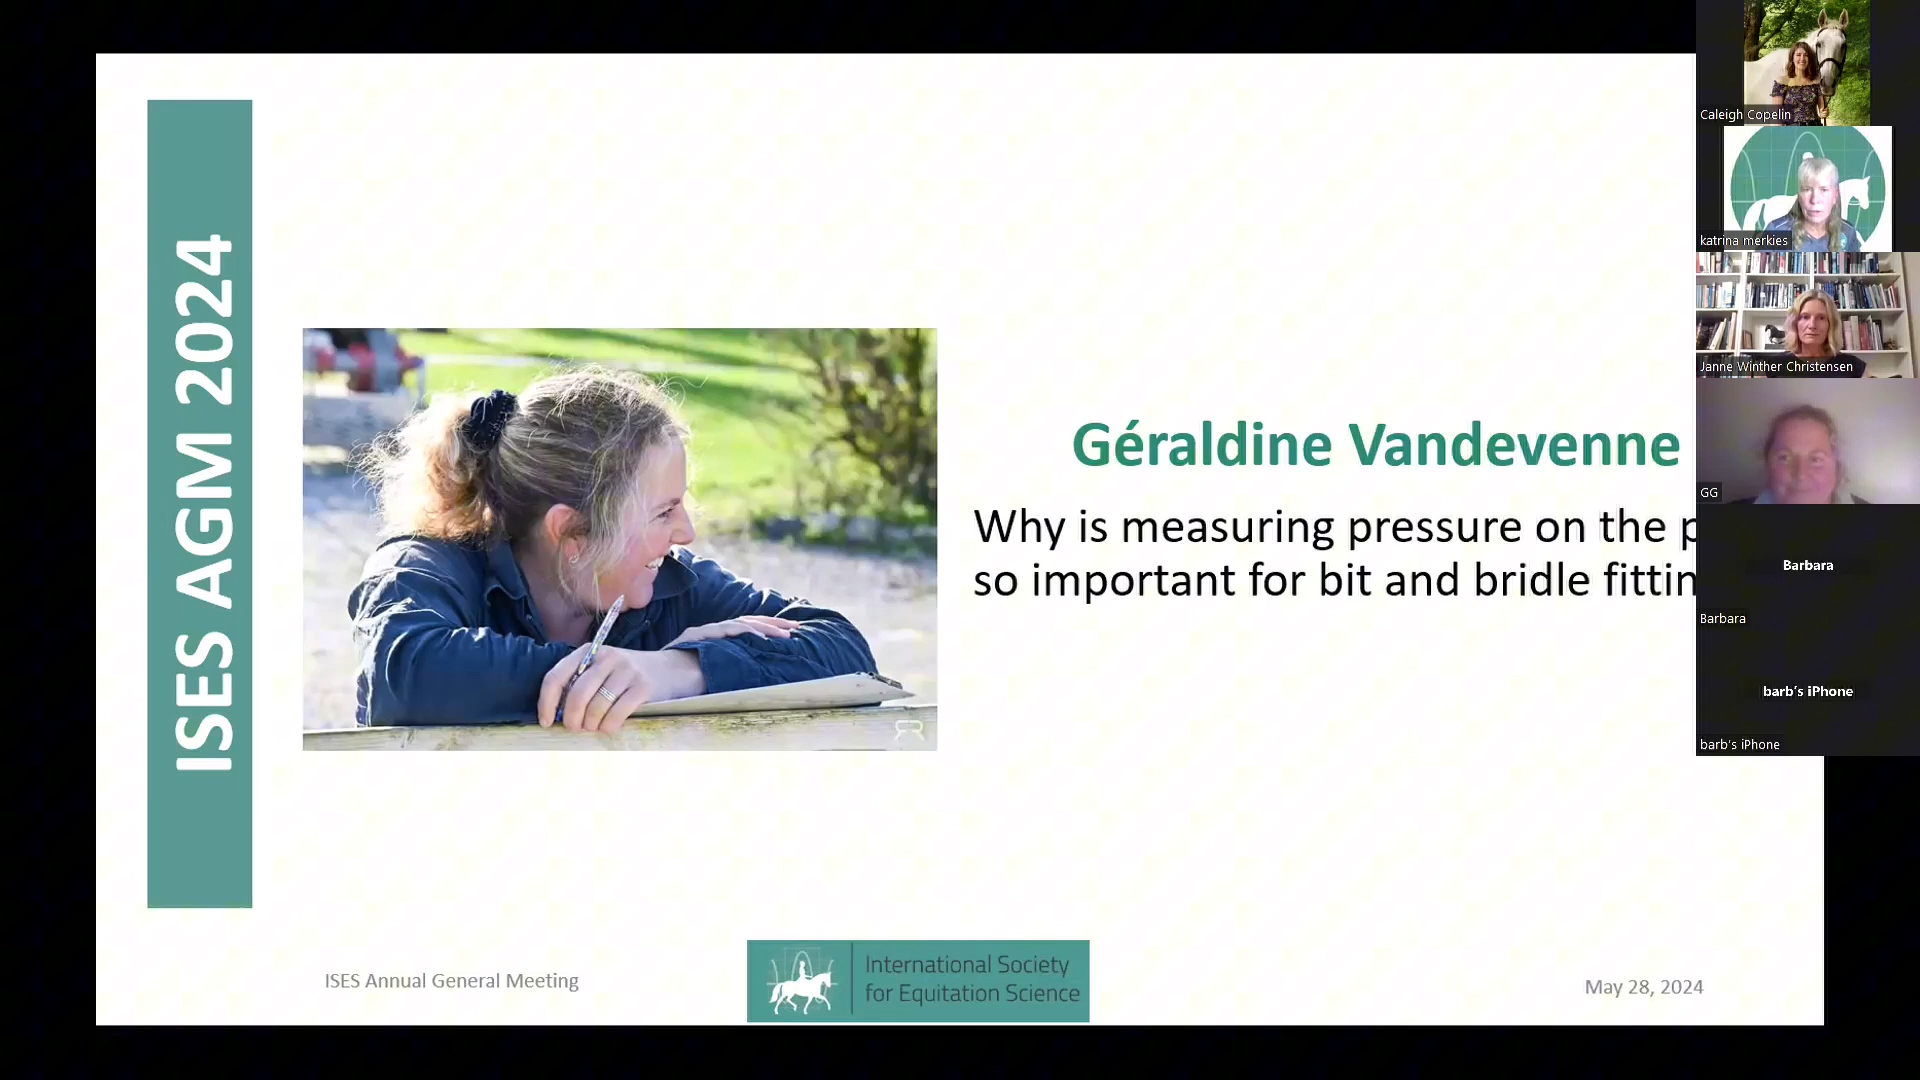 ISES AGM 2024
Géraldine Vandevenne
Why is measuring pressure on the
so important for bit and bridle
ISES Annual General Meeting
International Society
for Equitation Science
May 28, 2024
Caleigh Copelin
katrina merkies
Janne Winther Christensen
GG
Barbara
Barbara
barb's iPhone
barb's iPhone